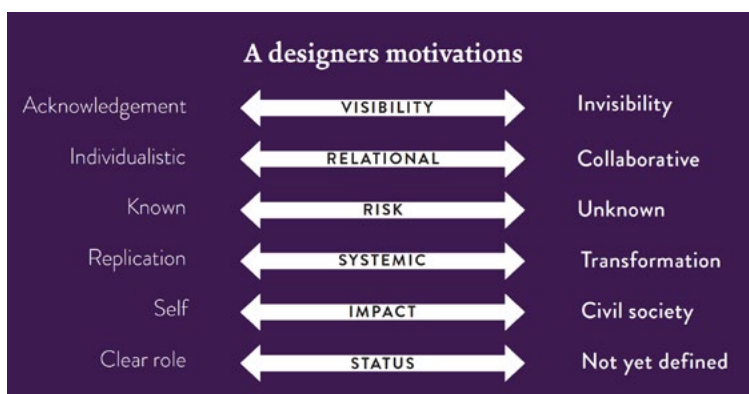 A designers motivations
Acknowledgement VISIBILITY Invisibility
Individualistic RELATIONAL Collaborative
Known RISK Unknown
Replication SYSTEMIC Transformation
Self IMPACT Civil society
Clear role STATUS Not yet defined